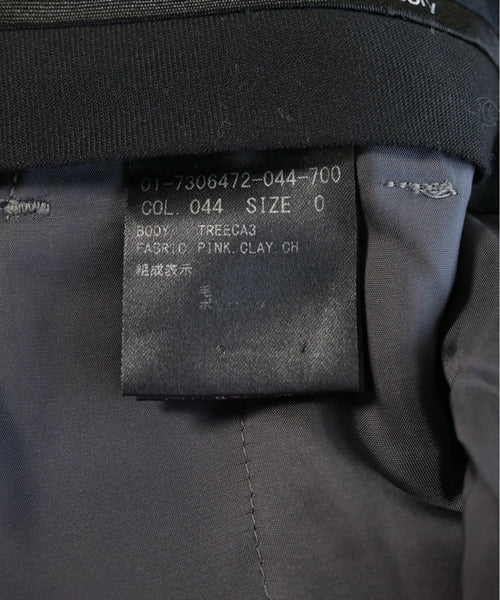 01-7306472-044-700
COL. 044 SIZE 0
BODY TREECA3
FABRIC PINK.CLAY.CH
組成表示
毛
ポ